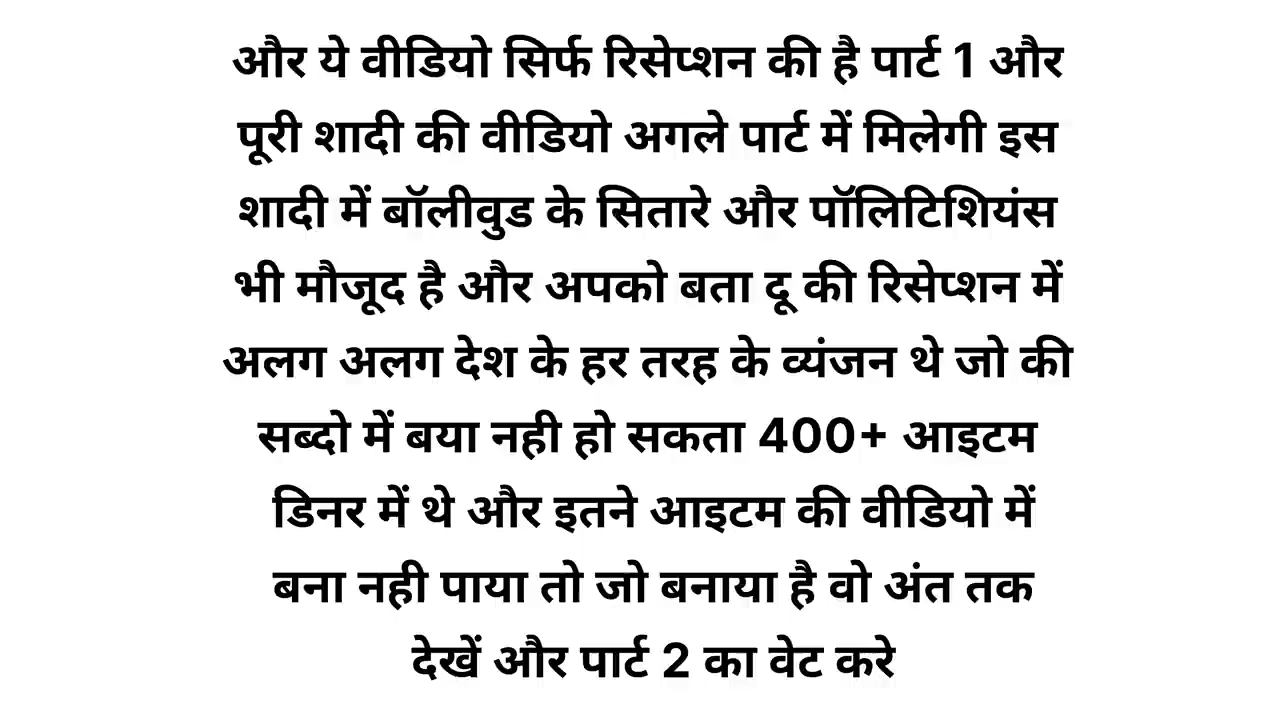 और ये वीडियो सिर्फ रिसेप्शन की है पार्ट 1 और
पूरी शादी की वीडियो अगले पार्ट में मिलेगी इस
शादी में बॉलीवुड के सितारे और पॉलिटिशियंस
भी मौजूद है और अपको बता दू की रिसेप्शन में
अलग अलग देश के हर तरह के व्यंजन थे जो की
सब्दो में बया नही हो सकता 400+ आइटम
डिनर में थे और इतने आइटम की वीडियो में
बना नही पाया तो जो बनाया है वो अंत तक
देखें और पार्ट 2 का वेट करे